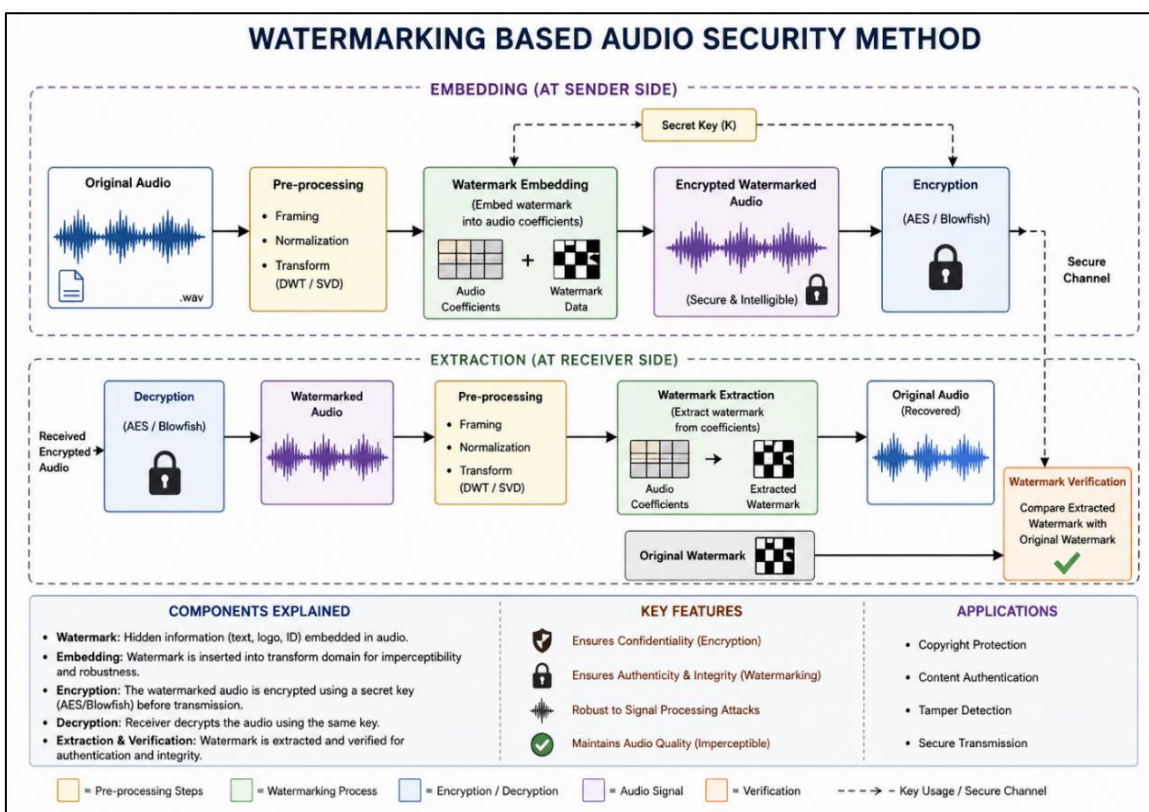 WATERMARKING BASED AUDIO SECURITY METHOD
EMBEDDING (AT SENDER SIDE)
Secret Key (K)
Original Audio
.wav
Pre-processing
• Framing
• Normalization
• Transform
(DWT / SVD)
Watermark Embedding
(Embed watermark
into audio coefficients)
+
Audio
Coefficients
Watermark
Data
Encrypted Watermarked
Audio
(Secure & Intelligible)
Encryption
(AES / Blowfish)
Secure
Channel
EXTRACTION (AT RECEIVER SIDE)
Received
Encrypted
Audio
Decryption
(AES / Blowfish)
Watermarked
Audio
Pre-processing
• Framing
• Normalization
• Transform
(DWT / SVD)
Watermark Extraction
(Extract watermark
from coefficients)
Audio
Coefficients
Extracted
Watermark
Original Audio
(Recovered)
Original Watermark
Watermark Verification
Compare Extracted
Watermark with
Original Watermark
COMPONENTS EXPLAINED
• Watermark: Hidden information (text, logo, ID) embedded in audio.
• Embedding: Watermark is inserted into transform domain for imperceptibility
and robustness.
• Encryption: The watermarked audio is encrypted using a secret key
(AES/Blowfish) before transmission.
• Decryption: Receiver decrypts the audio using the same key.
• Extraction & Verification: Watermark is extracted and verified for
authentication and integrity.
KEY FEATURES
Ensures Confidentiality (Encryption)
Ensures Authenticity & Integrity (Watermarking)
Robust to Signal Processing Attacks
Maintains Audio Quality (Imperceptible)
APPLICATIONS
• Copyright Protection
• Content Authentication
• Tamper Detection
• Secure Transmission
= Pre-processing Steps
= Watermarking Process
= Encryption / Decryption
= Audio Signal
= Verification
= Key Usage / Secure Channel